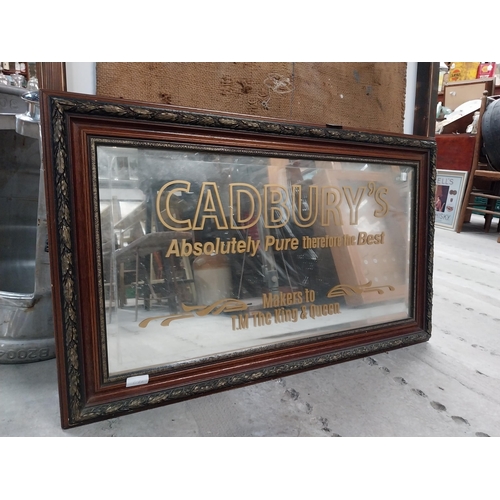 CADBURY's
Absolutely Pure therefore the Best
Makers to
T.M The King & Queen